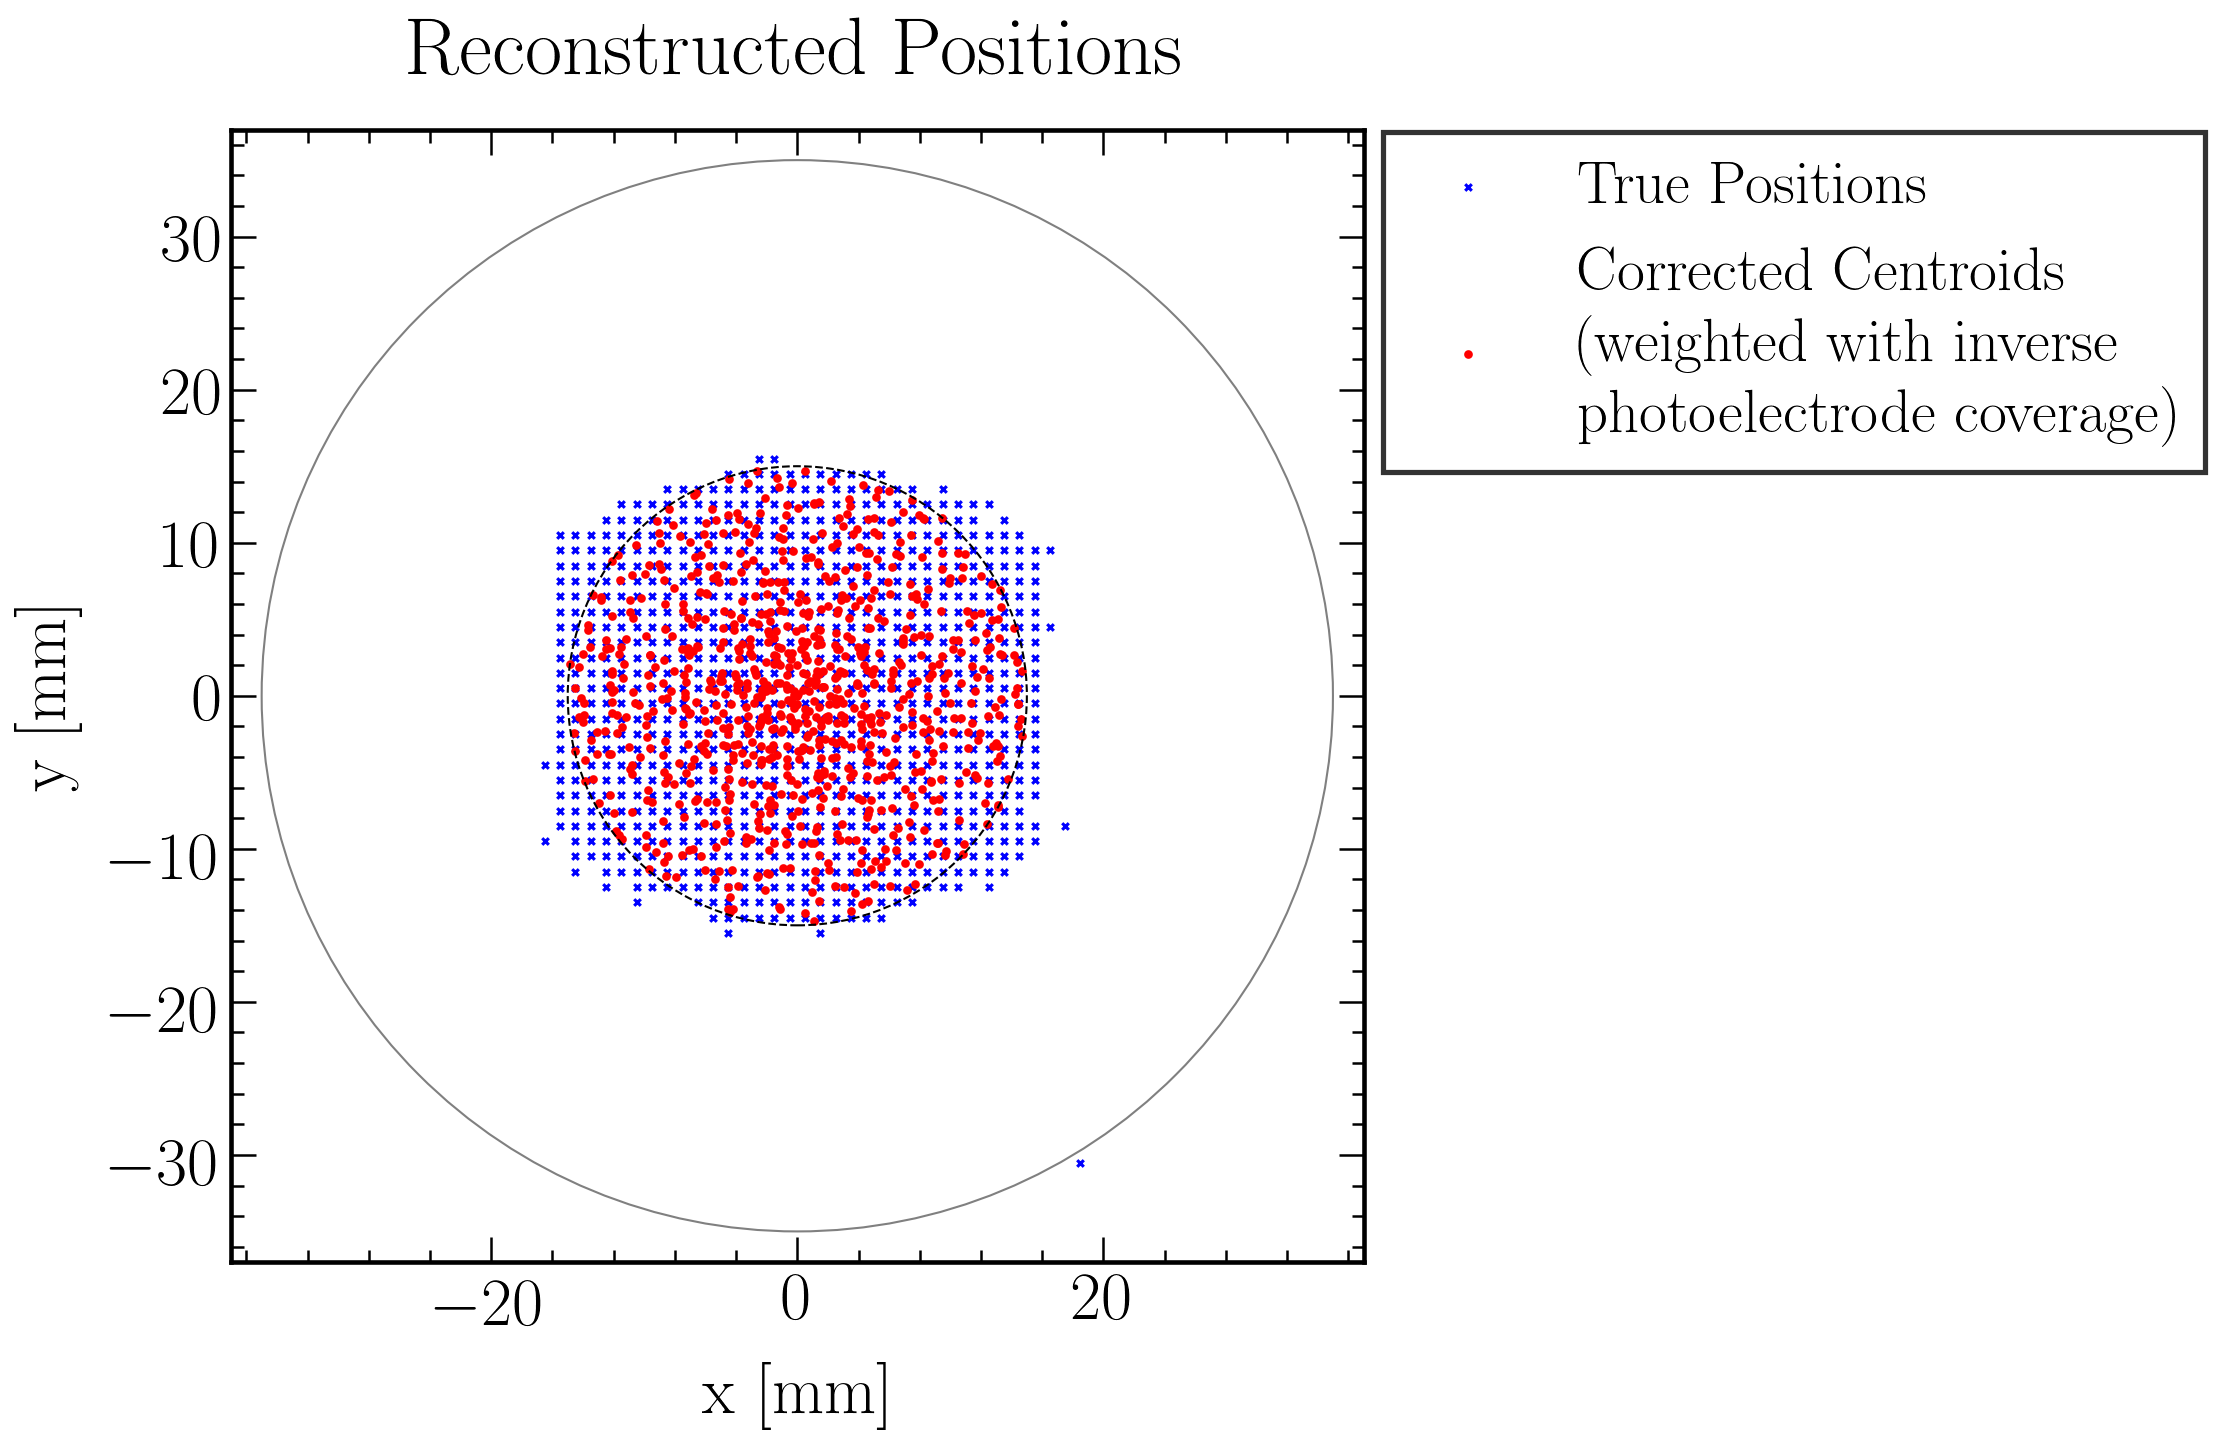 Reconstructed Positions
True Positions
Corrected Centroids
(weighted with inverse
photoelectrode coverage)
y [mm]
30
20
10
0
−10
−20
−30
−20 0 20
x [mm]